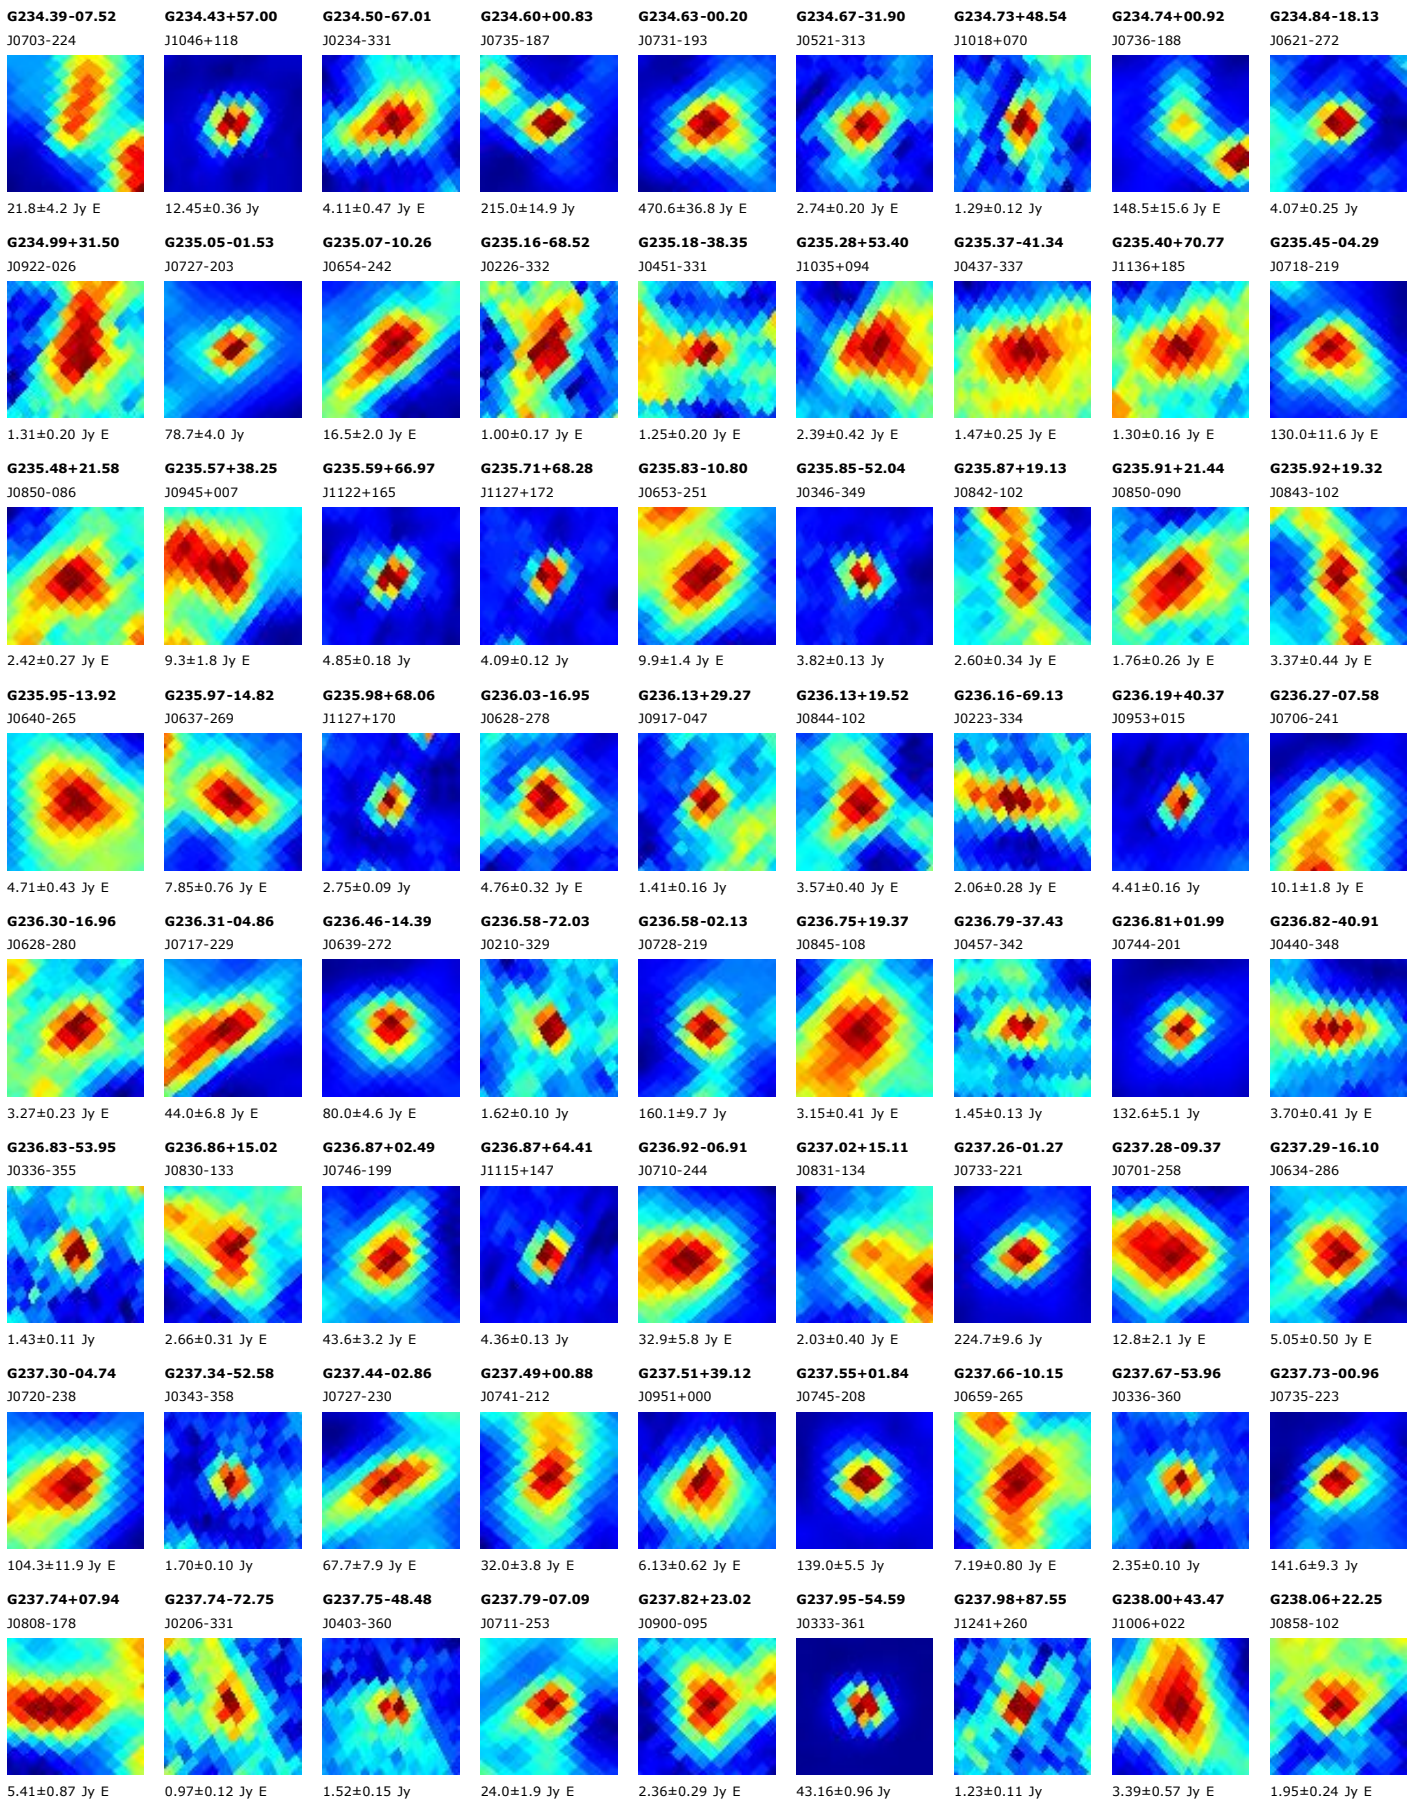 G234.39-07.52 G234.43+57.00 G234.50-67.01 G234.60+00.83 G234.63-00.20 G234.67-31.90 G234.73+48.54 G234.74+00.92 G234.84-18.13
J0703-224 J1046+118 J0234-331 J0735-187 J0731-193 J0521-313 J1018+070 J0736-188 J0621-272
21.8±4.2 Jy E 12.45±0.36 Jy 4.11±0.47 Jy E 215.0±14.9 Jy 470.6±36.8 Jy E 2.74±0.20 Jy E 1.29±0.12 Jy 148.5±15.6 Jy E 4.07±0.25 Jy
G234.99+31.50 G235.05-01.53 G235.07-10.26 G235.16-68.52 G235.18-38.35 G235.28+53.40 G235.37-41.34 G235.40+70.77 G235.45-04.29
J0922-026 J0727-203 J0654-242 J0226-332 J0451-331 J1035+094 J0437-337 J1136+185 J0718-219
1.31±0.20 Jy E 78.7±4.0 Jy 16.5±2.0 Jy E 1.00±0.17 Jy E 1.25±0.20 Jy E 2.39±0.42 Jy E 1.47±0.25 Jy E 1.30±0.16 Jy E 130.0±11.6 Jy E
G235.48+21.58 G235.57+38.25 G235.59+66.97 G235.71+68.28 G235.83-10.80 G235.85-52.04 G235.87+19.13 G235.91+21.44 G235.92+19.32
J0850-086 J0945+007 J1122+165 J1127+172 J0653-251 J0346-349 J0842-102 J0850-090 J0843-102
2.42±0.27 Jy E 9.3±1.8 Jy E 4.85±0.18 Jy 4.09±0.12 Jy 9.9±1.4 Jy E 3.82±0.13 Jy 2.60±0.34 Jy E 1.76±0.26 Jy E 3.37±0.44 Jy E
G235.95-13.92 G235.97-14.82 G235.98+68.06 G236.03-16.95 G236.13+29.27 G236.13+19.52 G236.16-69.13 G236.19+40.37 G236.27-07.58
J0640-265 J0637-269 J1127+170 J0628-278 J0917-047 J0844-102 J0223-334 J0953+015 J0706-241
4.71±0.43 Jy E 7.85±0.76 Jy E 2.75±0.09 Jy 4.76±0.32 Jy E 1.41±0.16 Jy 3.57±0.40 Jy E 2.06±0.28 Jy E 4.41±0.16 Jy 10.1±1.8 Jy E
G236.30-16.96 G236.31-04.86 G236.46-14.39 G236.58-72.03 G236.58-02.13 G236.75+19.37 G236.79-37.43 G236.81+01.99 G236.82-40.91
J0628-280 J0717-229 J0639-272 J0210-329 J0728-219 J0845-108 J0457-342 J0744-201 J0440-348
3.27±0.23 Jy E 44.0±6.8 Jy E 80.0±4.6 Jy E 1.62±0.10 Jy 160.1±9.7 Jy 3.15±0.41 Jy E 1.45±0.13 Jy 132.6±5.1 Jy 3.70±0.41 Jy E
G236.83-53.95 G236.86+15.02 G236.87+02.49 G236.87+64.41 G236.92-06.91 G237.02+15.11 G237.26-01.27 G237.28-09.37 G237.29-16.10
J0336-355 J0830-133 J0746-199 J1115+147 J0710-244 J0831-134 J0733-221 J0701-258 J0634-286
1.43±0.11 Jy 2.66±0.31 Jy E 43.6±3.2 Jy E 4.36±0.13 Jy 32.9±5.8 Jy E 2.03±0.40 Jy E 224.7±9.6 Jy 12.8±2.1 Jy E 5.05±0.50 Jy E
G237.30-04.74 G237.34-52.58 G237.44-02.86 G237.49+00.88 G237.51+39.12 G237.55+01.84 G237.66-10.15 G237.67-53.96 G237.73-00.96
J0720-238 J0343-358 J0727-230 J0741-212 J0951+000 J0745-208 J0659-265 J0336-360 J0735-223
104.3±11.9 Jy E 1.70±0.10 Jy 67.7±7.9 Jy E 32.0±3.8 Jy E 6.13±0.62 Jy E 139.0±5.5 Jy 7.19±0.80 Jy E 2.35±0.10 Jy 141.6±9.3 Jy
G237.74+07.94 G237.74-72.75 G237.75-48.48 G237.79-07.09 G237.82+23.02 G237.95-54.59 G237.98+87.55 G238.00+43.47 G238.06+22.25
J0808-178 J0206-331 J0403-360 J0711-253 J0900-095 J0333-361 J1241+260 J1006+022 J0858-102
5.41±0.87 Jy E 0.97±0.12 Jy E 1.52±0.15 Jy 24.0±1.9 Jy E 2.36±0.29 Jy E 43.16±0.96 Jy 1.23±0.11 Jy 3.39±0.57 Jy E 1.95±0.24 Jy E